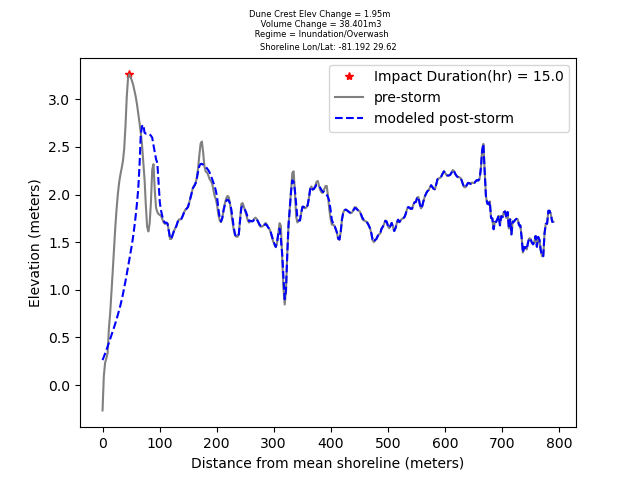 Dune Crest Elev Change = 1.95m
Volume Change = 38.401m3
Regime = Inundation/Overwash
Shoreline Lon/Lat: -81.192 29.62
Impact Duration(hr) = 15.0
pre-storm
modeled post-storm
Elevation (meters)
3.0
2.5
2.0
1.5
1.0
0.5
0.0
0 100 200 300 400 500 600 700 800
Distance from mean shoreline (meters)